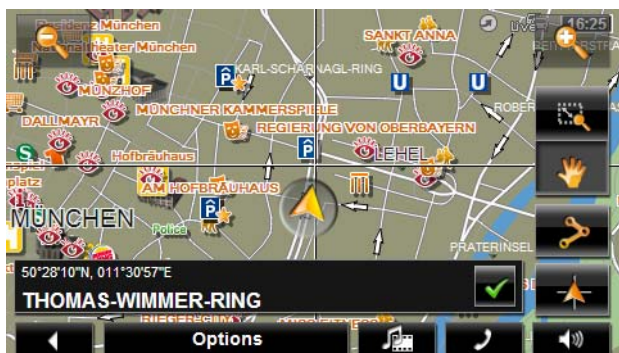 Residenz München
Nationaltheater München
SANKT ANNA
16:25
KARL-SCHARNAGL-RING
MÜNZHOF
MÜNCHNER KAMMERSPIELE
DALLMAYR
REGIERUNG VON OBERBAYERN
Hofbräuhaus
LEHEL
AM HOFBRÄUHAUS
platz
MÜNCHEN
Police
PRATERINSEL
50°28'10"N, 011°30'57"E
THOMAS-WIMMER-RING
Options